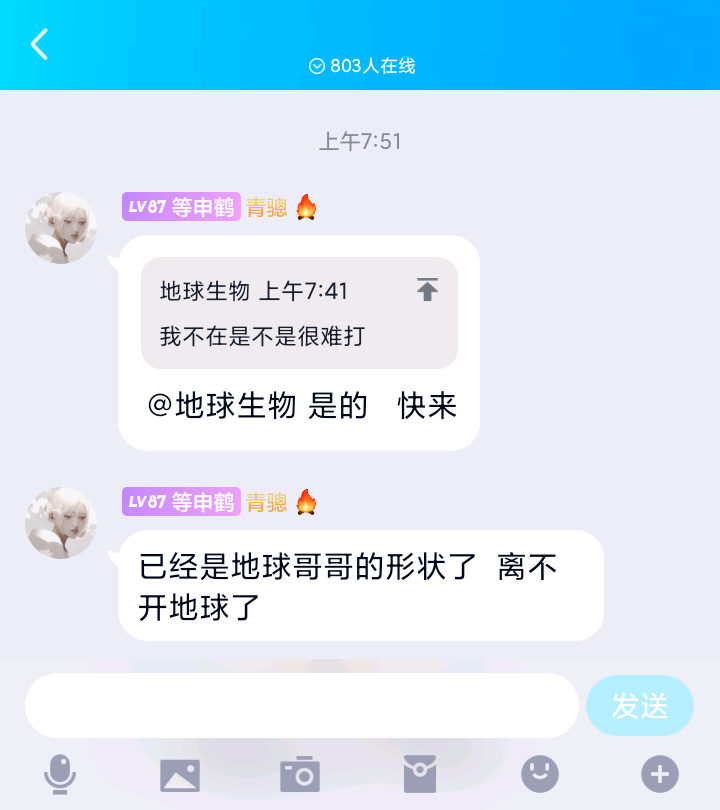 803人在线
上午7:51
LV87 等申鹤 青骢🔥
地球生物 上午7:41
我不在是不是很难打
@地球生物 是的 快来
LV87 等申鹤 青骢🔥
已经是地球哥哥的形状了 离不
开地球了
发送